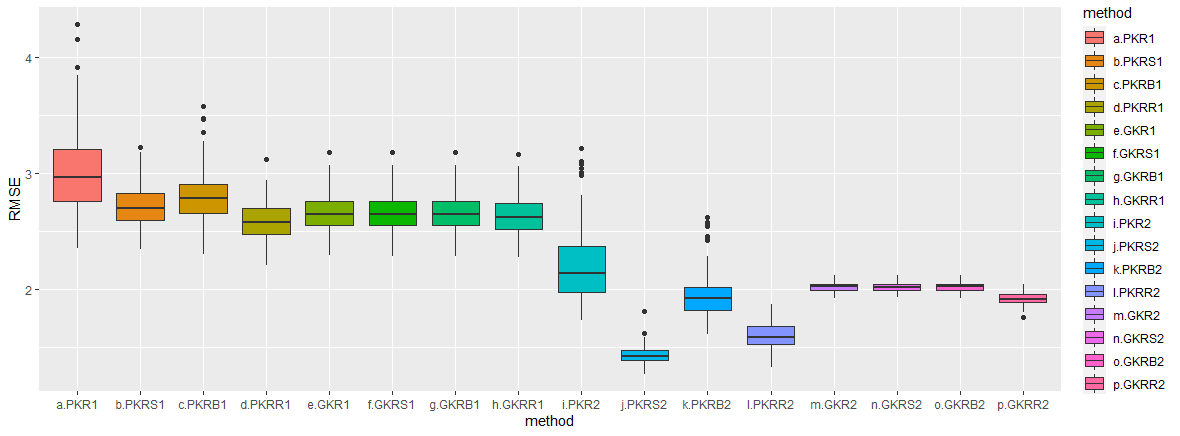 RMSE
4
3
2
a.PKR1 b.PKRS1 c.PKRB1 d.PKRR1 e.GKR1 f.GKRS1 g.GKRB1 h.GKRR1 i.PKR2 j.PKRS2 k.PKRB2 l.PKRR2 m.GKR2 n.GKRS2 o.GKRB2 p.GKRR2
method
method
a.PKR1
b.PKRS1
c.PKRB1
d.PKRR1
e.GKR1
f.GKRS1
g.GKRB1
h.GKRR1
i.PKR2
j.PKRS2
k.PKRB2
l.PKRR2
m.GKR2
n.GKRS2
o.GKRB2
p.GKRR2